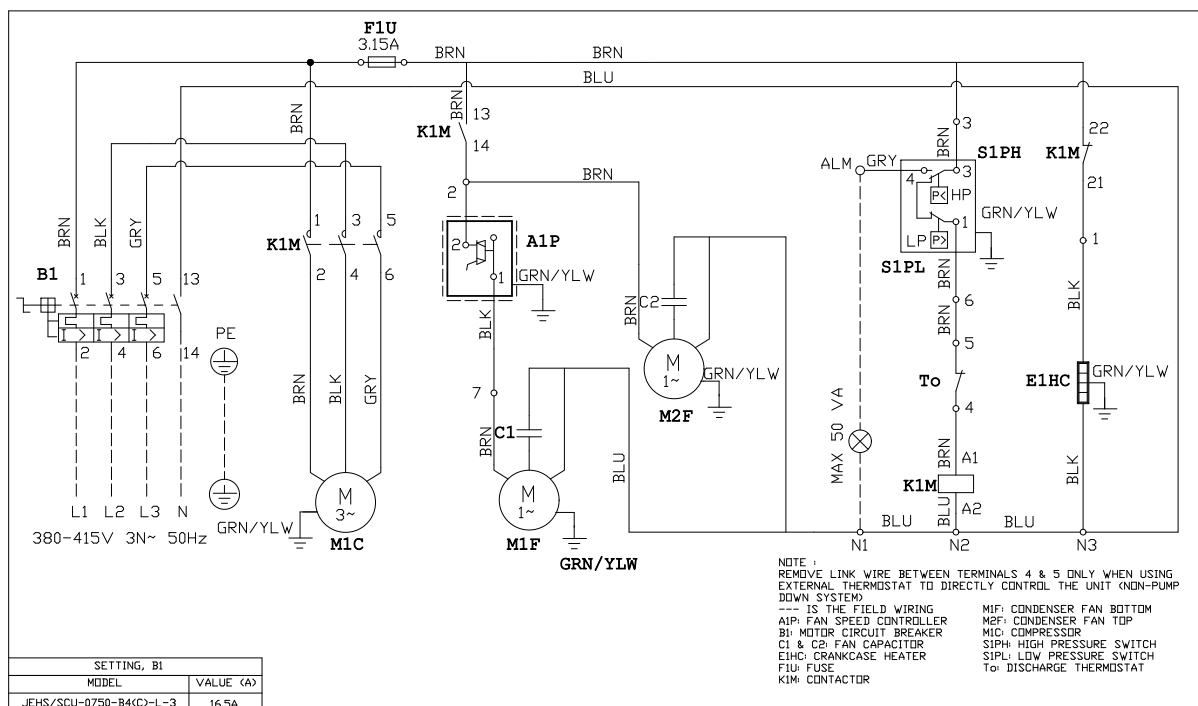 F1U
3.15A
BRN
BRN
BLU
BRN
BRN
13
K1M
14
2
BRN
3
BRN
22
K1M
21
S1PH
ALM
GRY
4
3
P<
HP
GRN/YLW
1
LP
P>
S1PL
BRN
BLK
GRY
1
3
5
K1M
2
4
6
2
A1P
1
GRN/YLW
B1
1
3
5
13
2
4
6
14
PE
BRN
BLK
GRY
BLK
7
BRN
C1
BRN
C2
M
1~
GRN/YLW
M2F
BLU
BRN
6
BRN
5
To
4
BRN
A1
K1M
A2
BLU
1
BLK
E1HC
GRN/YLW
BLK
MAX 50 VA
L1
L2
L3
N
380-415V 3N~ 50Hz
GRN/YLW
M
3~
M1C
M
1~
M1F
GRN/YLW
BLU
BLU
N1
N2
N3
NOTE :
REMOVE LINK WIRE BETWEEN TERMINALS 4 & 5 ONLY WHEN USING
EXTERNAL THERMOSTAT TO DIRECTLY CONTROL THE UNIT (NON-PUMP
DOWN SYSTEM)
--- IS THE FIELD WIRING
A1P: FAN SPEED CONTROLLER
B1: MOTOR CIRCUIT BREAKER
C1 & C2: FAN CAPACITOR
E1HC: CRANKCASE HEATER
F1U: FUSE
K1M: CONTACTOR
M1F: CONDENSER FAN BOTTOM
M2F: CONDENSER FAN TOP
M1C: COMPRESSOR
S1PH: HIGH PRESSURE SWITCH
S1PL: LOW PRESSURE SWITCH
To: DISCHARGE THERMOSTAT
SETTING, B1
MODEL
VALUE (A)
JEHS/SCU-0750-B4(C)-L-3
16.5A